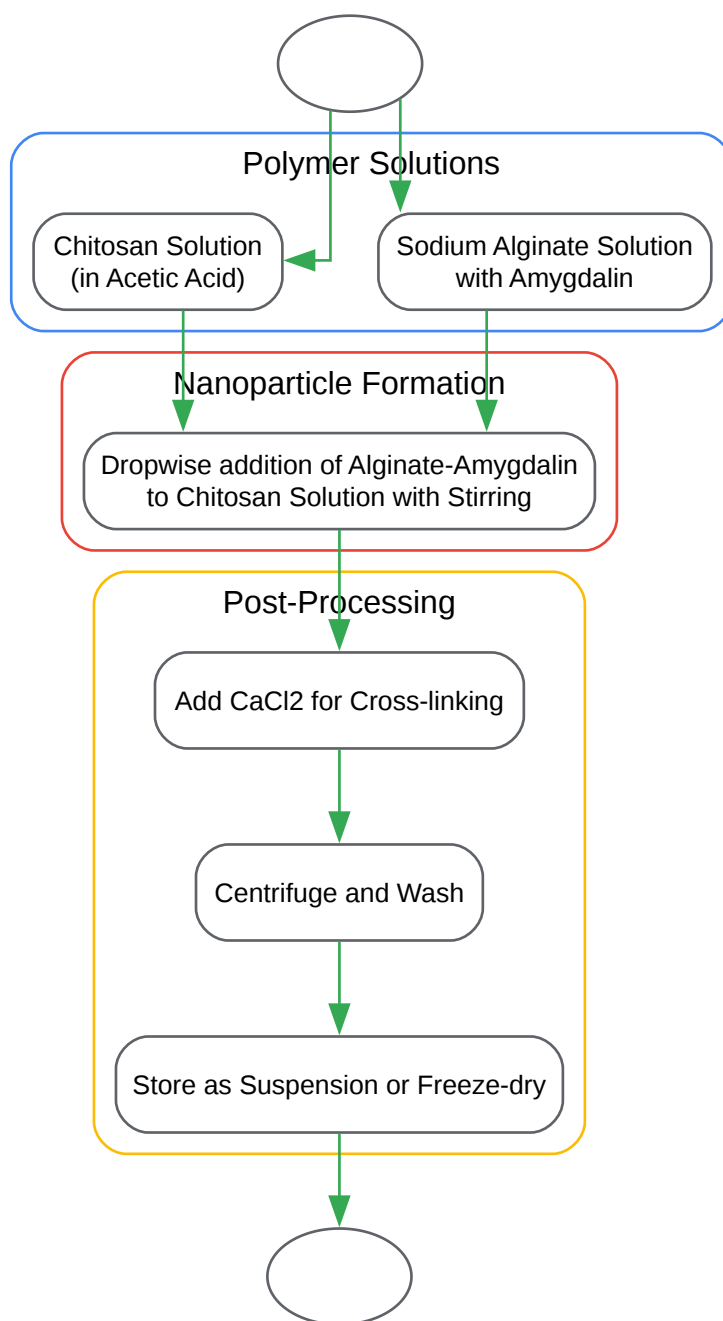 Polymer Solutions
Chitosan Solution
(in Acetic Acid)
Sodium Alginate Solution
with Amygdalin
Nanoparticle Formation
Dropwise addition of Alginate-Amygdalin
to Chitosan Solution with Stirring
Post-Processing
Add CaCl2 for Cross-linking
Centrifuge and Wash
Store as Suspension or Freeze-dry